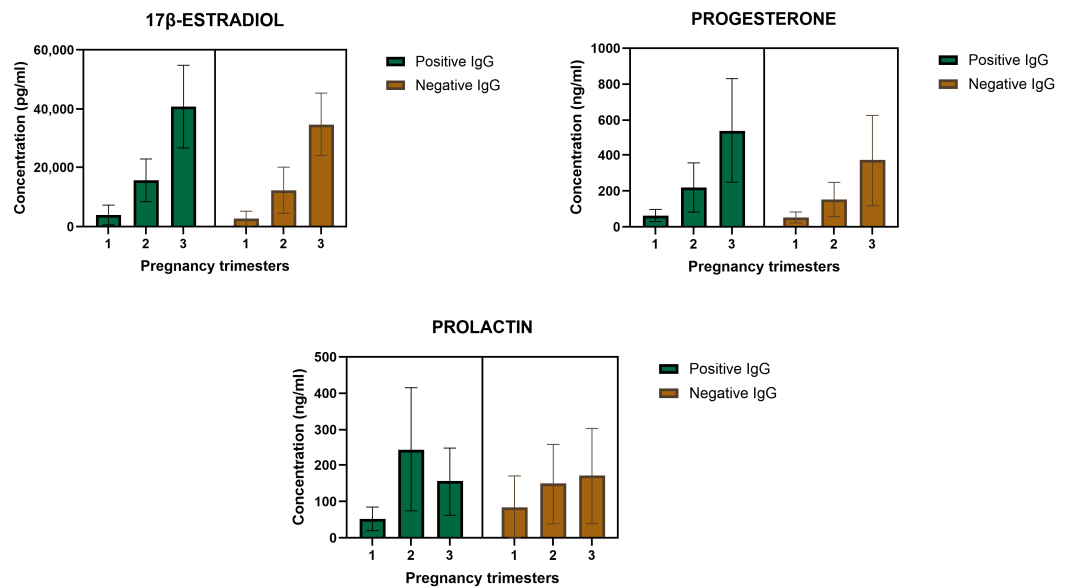 17β-ESTRADIOL
Concentration (pg/ml)
60,000
40,000
20,000
0
1 2 3 1 2 3
Pregnancy trimesters
Positive IgG
Negative IgG
PROGESTERONE
Concentration (ng/ml)
1000
800
600
400
200
0
1 2 3 1 2 3
Pregnancy trimesters
Positive IgG
Negative IgG
PROLACTIN
Concentration (ng/ml)
500
400
300
200
100
0
1 2 3 1 2 3
Pregnancy trimesters
Positive IgG
Negative IgG